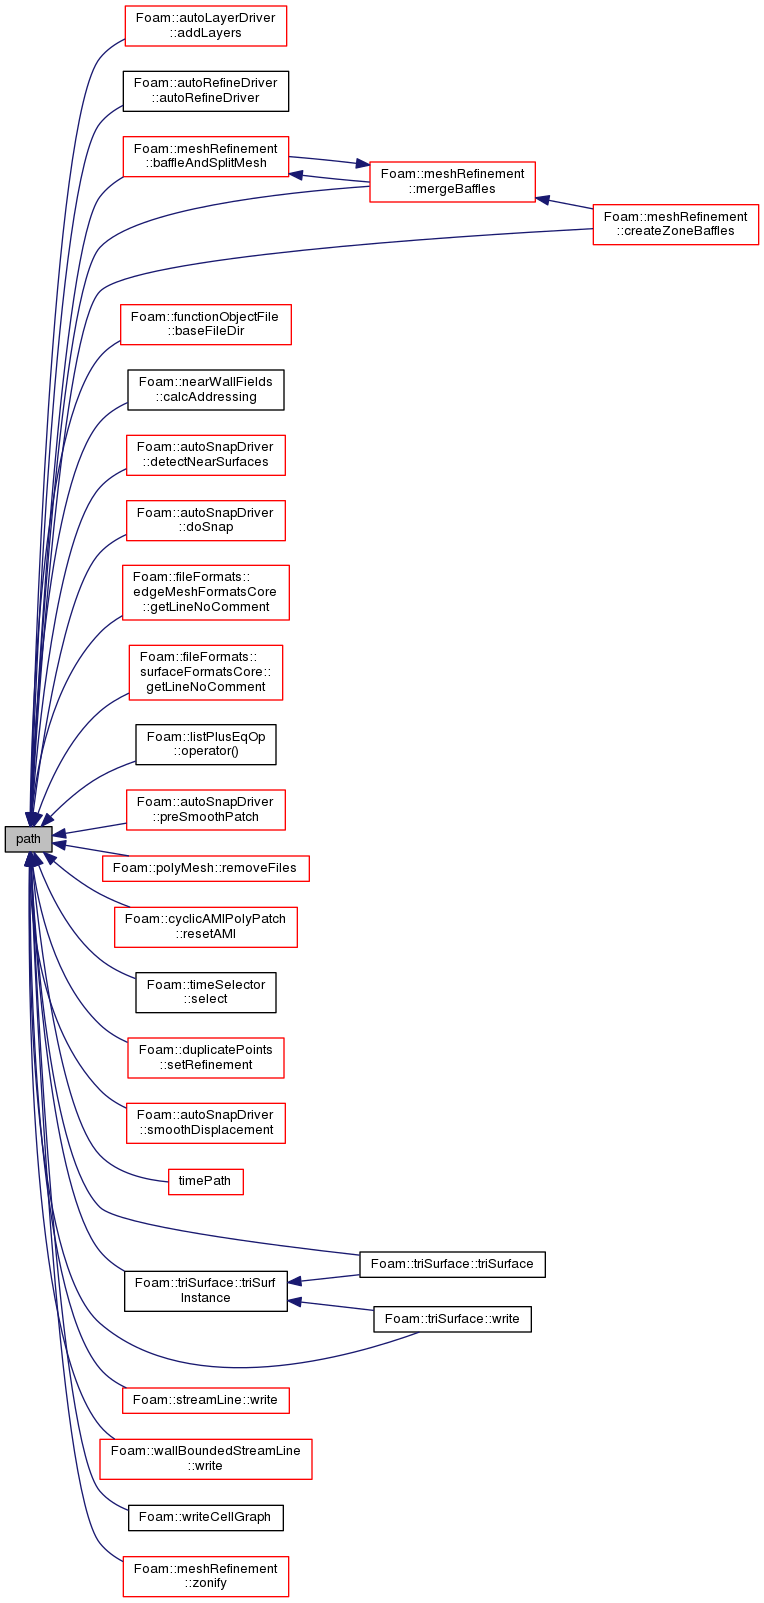 Foam::autoLayerDriver
::addLayers
Foam::autoRefineDriver
::autoRefineDriver
Foam::meshRefinement
::baffleAndSplitMesh
Foam::meshRefinement
::mergeBaffles
Foam::meshRefinement
::createZoneBaffles
Foam::functionObjectFile
::baseFileDir
Foam::nearWallFields
::calcAddressing
Foam::autoSnapDriver
::detectNearSurfaces
Foam::autoSnapDriver
::doSnap
Foam::fileFormats::
edgeMeshFormatsCore
::getLineNoComment
Foam::fileFormats::
surfaceFormatsCore::
getLineNoComment
Foam::listPlusEqOp
::operator()
Foam::autoSnapDriver
::preSmoothPatch
path
Foam::polyMesh::removeFiles
Foam::cyclicAMIPolyPatch
::resetAMI
Foam::timeSelector
::select
Foam::duplicatePoints
::setRefinement
Foam::autoSnapDriver
::smoothDisplacement
timePath
Foam::triSurface::triSurface
Foam::triSurface::triSurf
Instance
Foam::triSurface::write
Foam::streamLine::write
Foam::wallBoundedStreamLine
::write
Foam::writeCellGraph
Foam::meshRefinement
::zonify